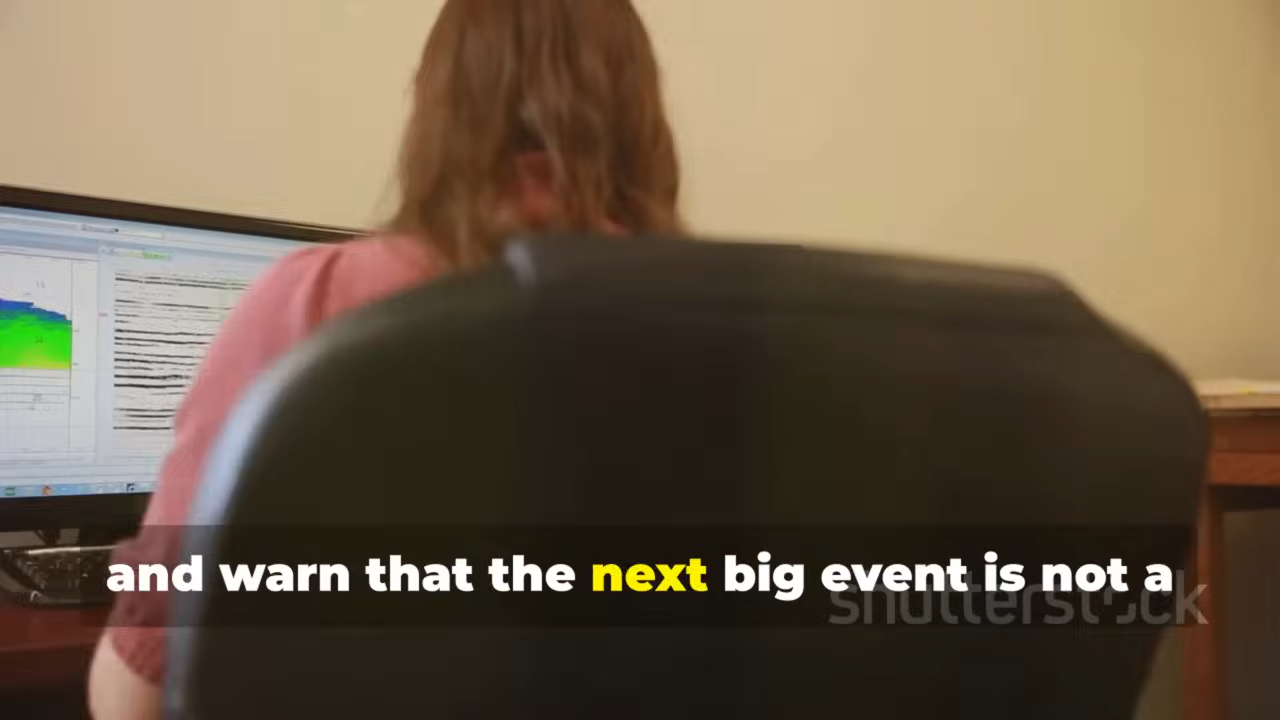 and warn that the next big event is not a
shutterstock